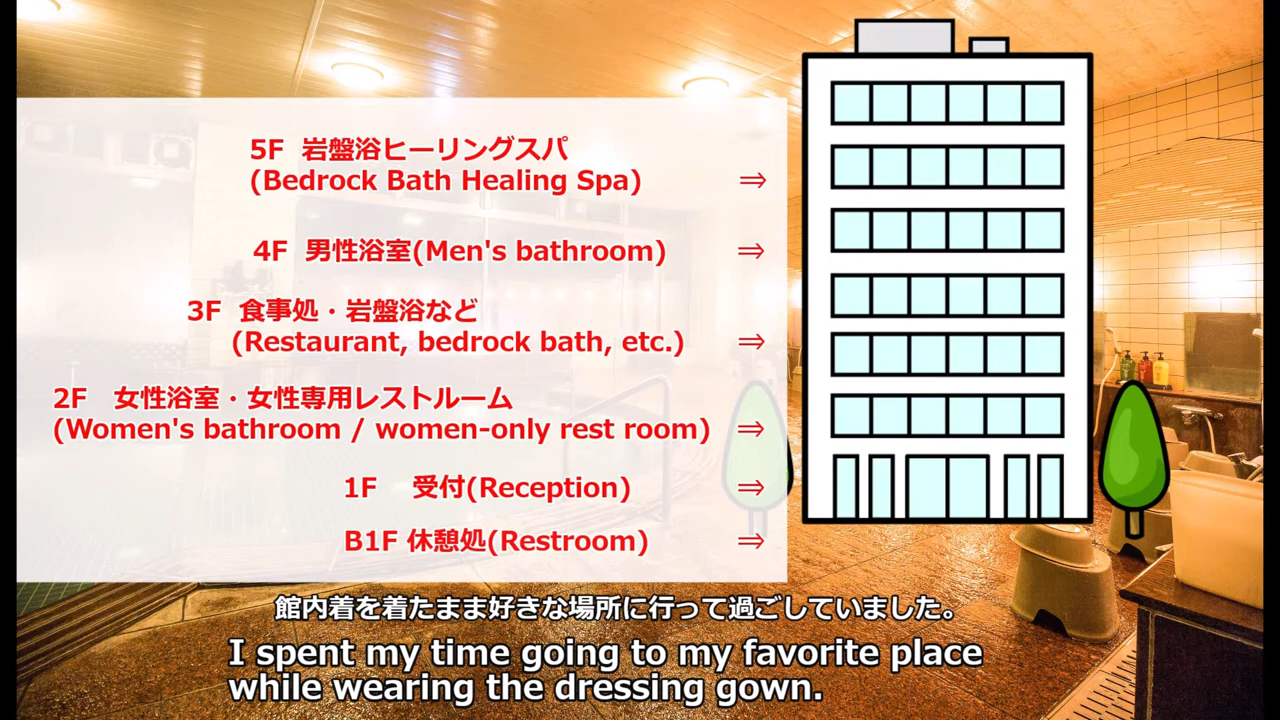 5F 岩盤浴ヒーリングスパ
(Bedrock Bath Healing Spa) ⇒
4F 男性浴室(Men's bathroom) ⇒
3F 食事処・岩盤浴など
(Restaurant, bedrock bath, etc.) ⇒
2F 女性浴室・女性専用レストルーム
(Women's bathroom / women-only rest room) ⇒
1F 受付(Reception) ⇒
B1F 休憩処(Restroom) ⇒
館内着を着たまま好きな場所に行って過ごしていました。
I spent my time going to my favorite place
while wearing the dressing gown.